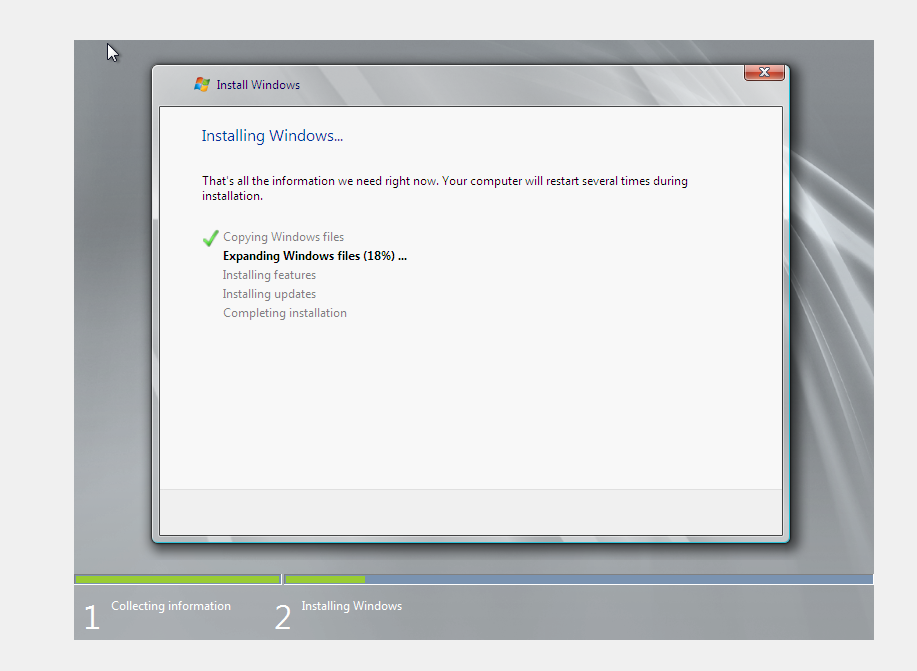 Install Windows
Installing Windows...
That's all the information we need right now. Your computer will restart several times during
installation.
Copying Windows files
Expanding Windows files (18%) ...
Installing features
Installing updates
Completing installation
1 Collecting information
2 Installing Windows